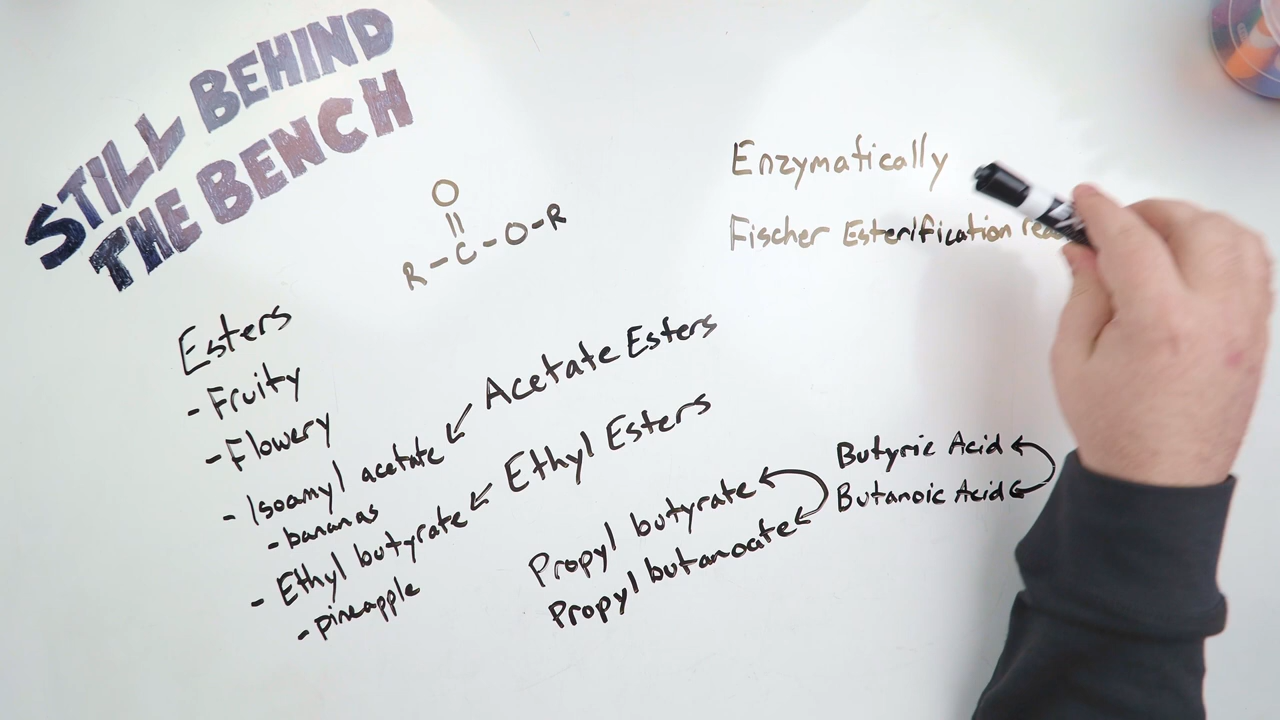 STILL BEHIND
THE BENCH
O
R-C-O-R
Enzymatically
Fischer Esterification
Esters
- Fruity
- Flowery
- Isoamyl acetate
- bananas
- Ethyl butyrate
- pineapple
Acetate Esters
Ethyl Esters
Propyl butyrate
Propyl butanoate
Butyric Acid
Butanoic Acid